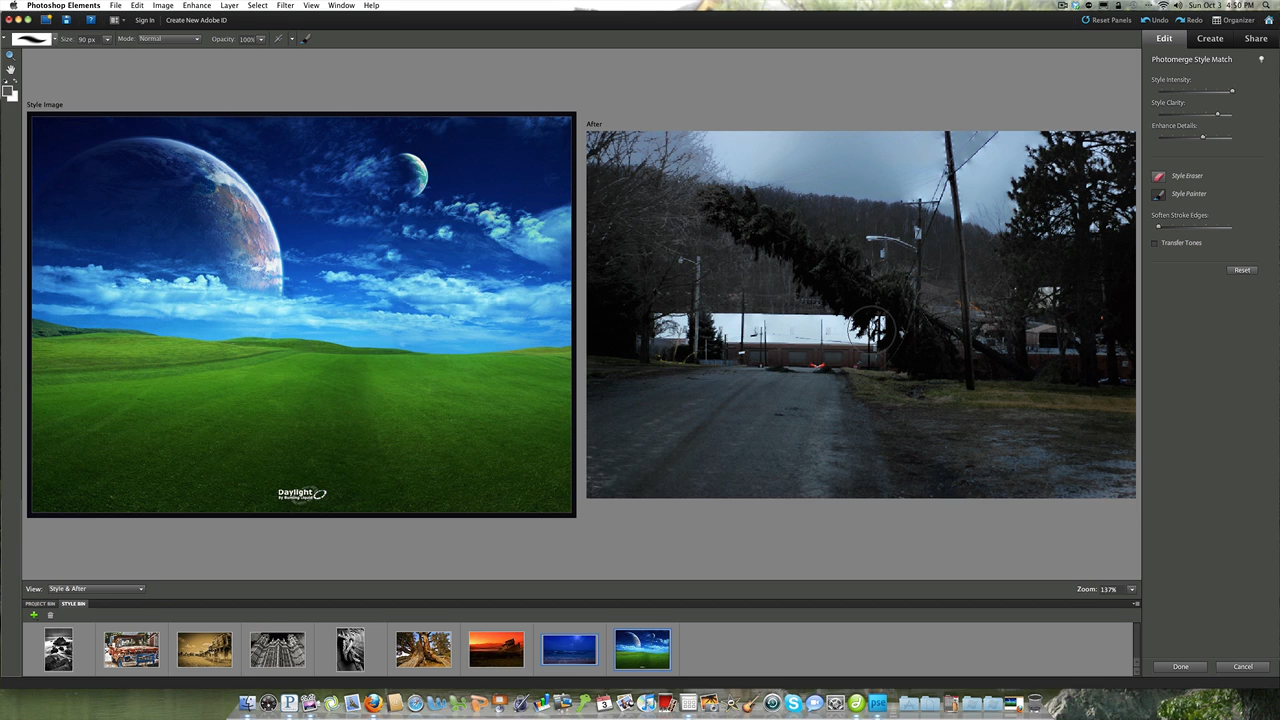 Photoshop Elements File Edit Image Enhance Layer Select Filter View Window Help Sun Oct 3 4:50 PM
Sign In Create New Adobe ID Reset Panels Undo Redo Organizer
Size: 90 px Mode: Normal Opacity: 100% Edit Create Share
Photomerge Style Match
Style Intensity:
Style Clarity:
Enhance Details:
Style Eraser
Style Painter
Soften Stroke Edges:
Transfer Tones
Reset
Style Image
After
Daylight
View: Style & After Zoom: 137%
PROJECT BIN STYLE BIN
Done Cancel
3
pse